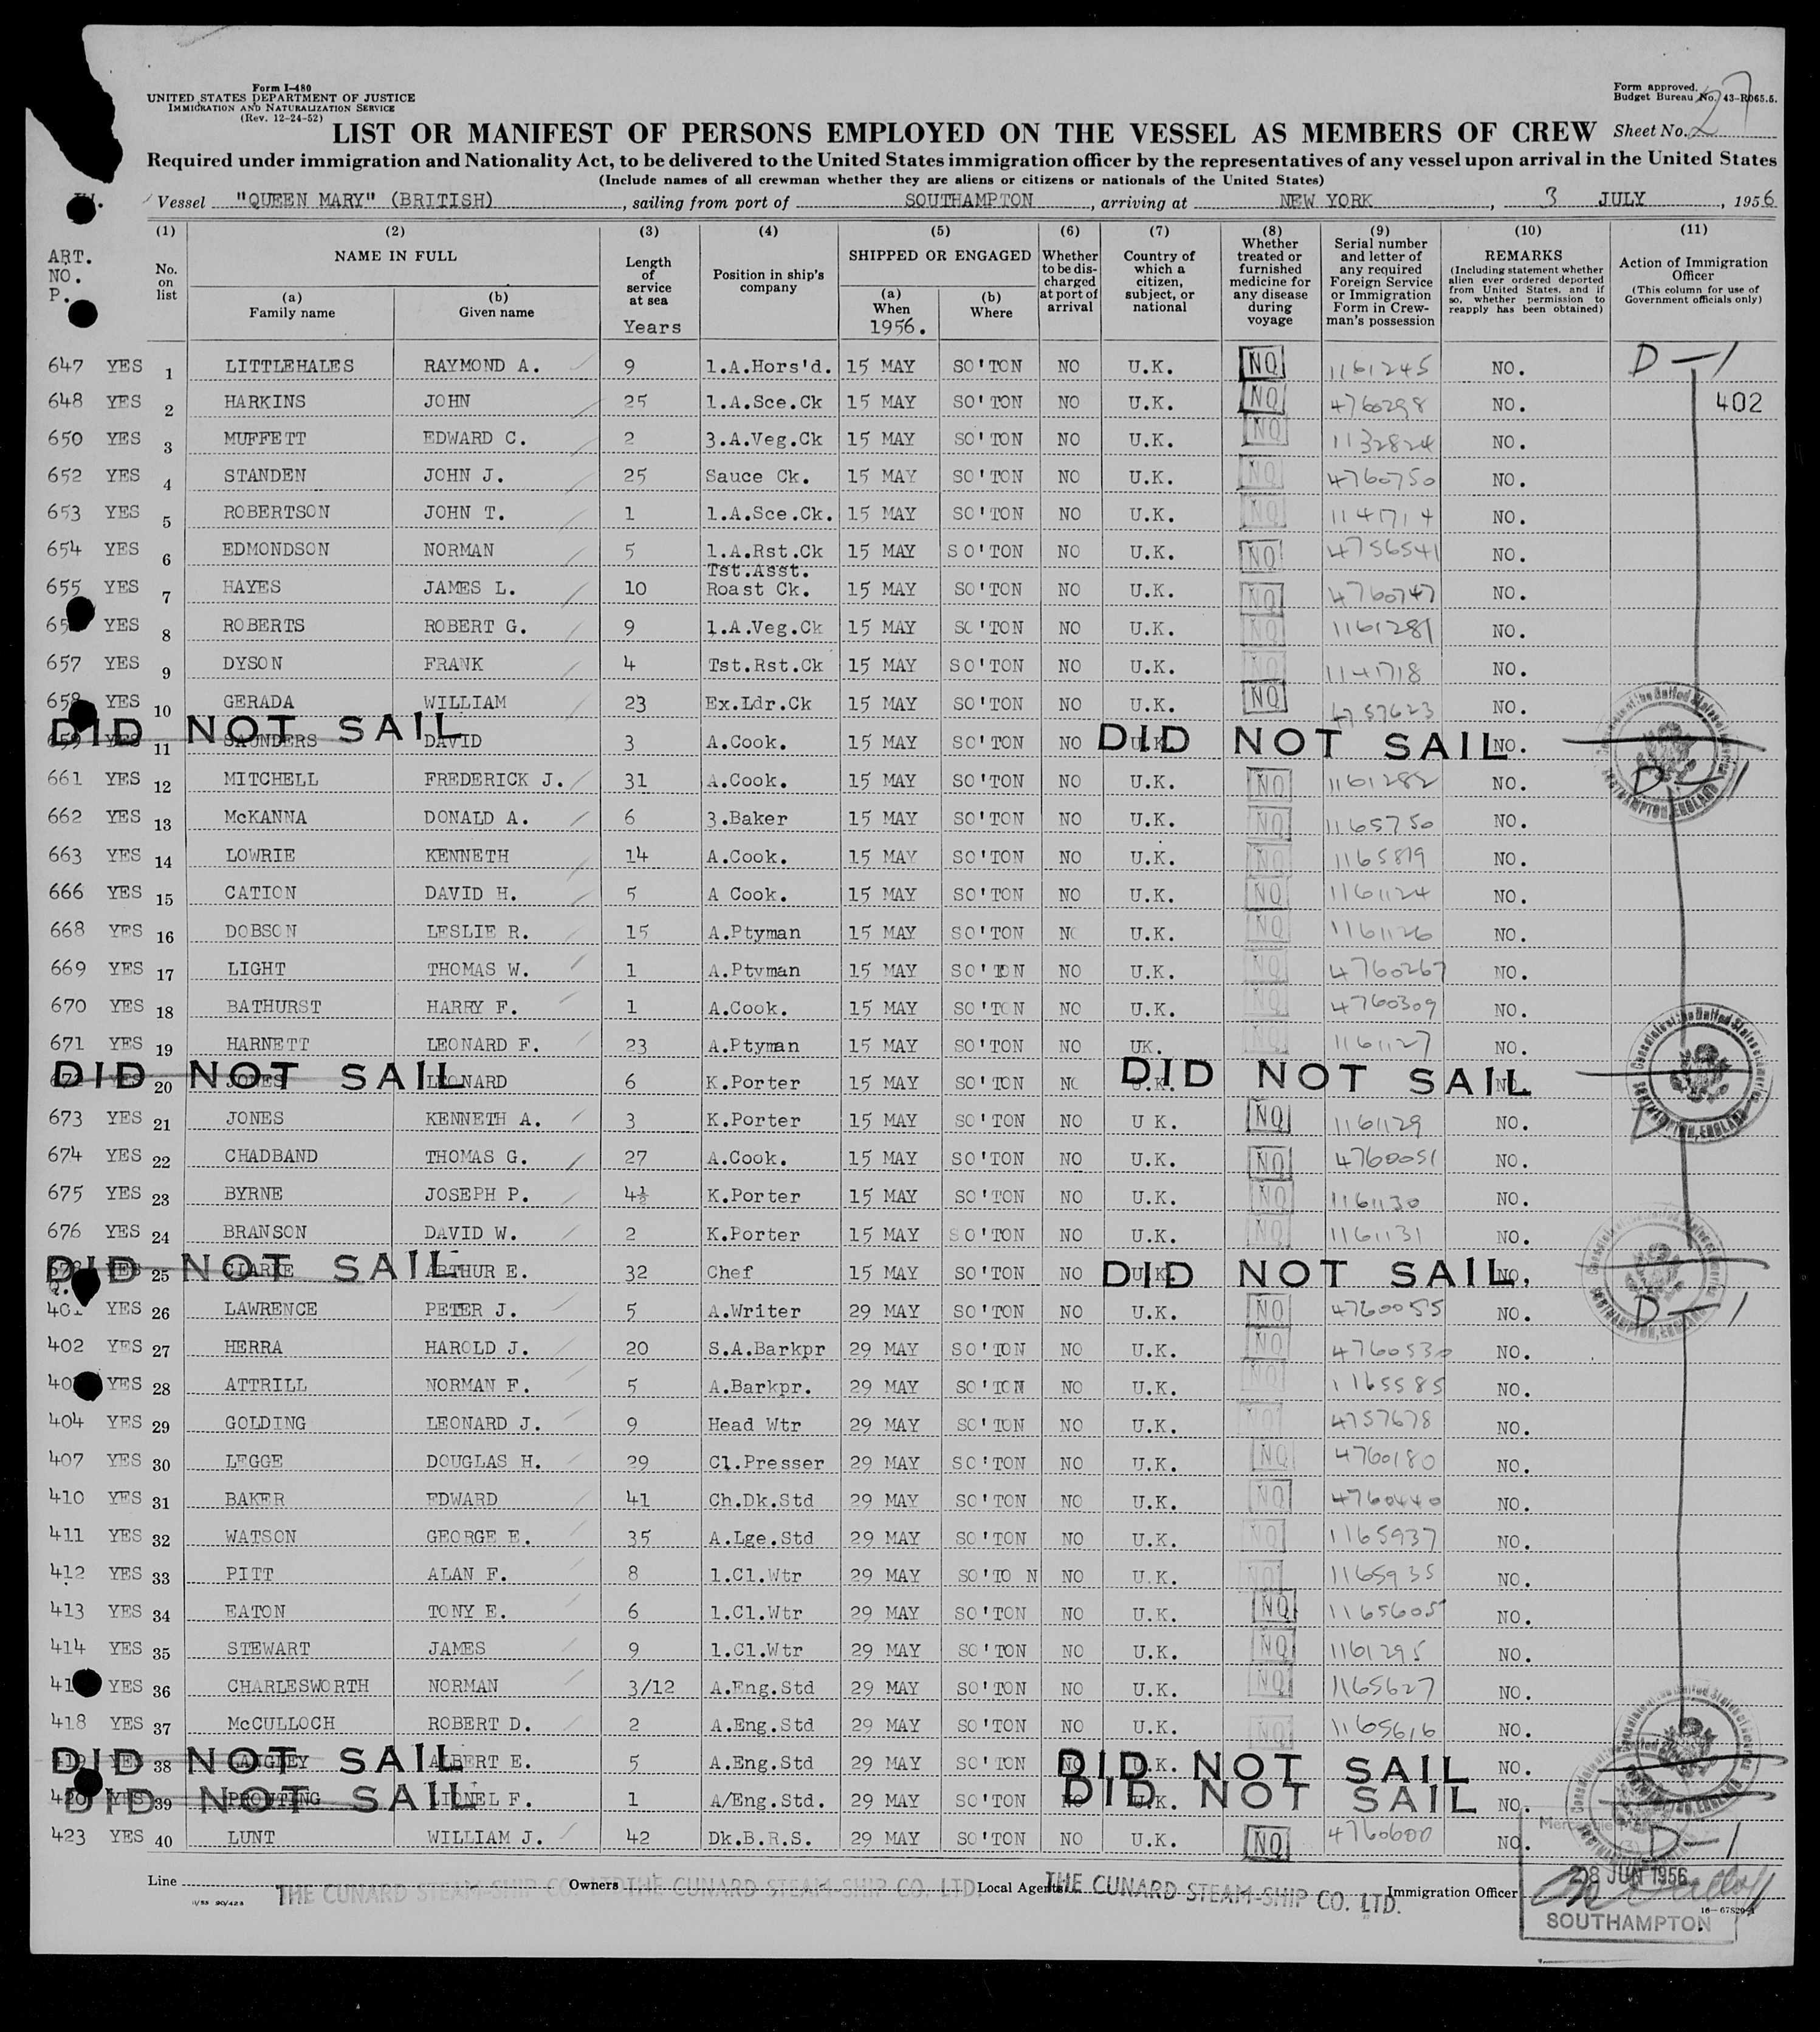 Form I-480
UNITED STATES DEPARTMENT OF JUSTICE
IMMIGRATION AND NATURALIZATION SERVICE
(Rev. 12-24-52)
Form approved.
Budget Bureau No. 43-R065.5.
LIST OR MANIFEST OF PERSONS EMPLOYED ON THE VESSEL AS MEMBERS OF CREW Sheet No. 27
Required under immigration and Nationality Act, to be delivered to the United States immigration officer by the representatives of any vessel upon arrival in the United States
(Include names of all crewman whether they are aliens or citizens or nationals of the United States)
Vessel "QUEEN MARY" (BRITISH), sailing from port of SOUTHAMPTON, arriving at NEW YORK, 3 JULY, 1956
ART. NO. P.
(1) No. on list
(2) NAME IN FULL (a) Family name (b) Given name
(3) Length of service at sea Years
(4) Position in ship's company
(5) SHIPPED OR ENGAGED (a) When 1956. (b) Where
(6) Whether to be discharged at port of arrival
(7) Country of which a citizen, subject, or national
(8) Whether treated or furnished medicine for any disease during voyage
(9) Serial number and letter of any required Foreign Service or Immigration Form in Crewman's possession
(10) REMARKS (Including statement whether alien ever ordered deported from United States, and if so, whether permission to reapply has been obtained)
(11) Action of Immigration Officer (This column for use of Government officials only)
647 YES 1 LITTLEHALES RAYMOND A. 9 1.A.Hors'd. 15 MAY SO'TON NO U.K. NO 1161245 NO. D-1
648 YES 2 HARKINS JOHN 25 1.A.Sce.Ck 15 MAY SO'TON NO U.K. NO 4760298 NO. 402
650 YES 3 MUFFETT EDWARD C. 2 3.A.Veg.Ck 15 MAY SO'TON NO U.K. NO 1132824 NO.
652 YES 4 STANDEN JOHN J. 25 Sauce Ck. 15 MAY SO'TON NO U.K. NO 4760750 NO.
653 YES 5 ROBERTSON JOHN T. 1 1.A.Sce.Ck. 15 MAY SO'TON NO U.K. NO 1141714 NO.
654 YES 6 EDMONDSON NORMAN 5 1.A.Rst.Ck 15 MAY SO'TON NO U.K. NO 4756541 NO.
Tst.Asst.
655 YES 7 HAYES JAMES L. 10 Roast Ck. 15 MAY SO'TON NO U.K. NO 4760747 NO.
YES 8 ROBERTS ROBERT G. 9 1.A.Veg.Ck 15 MAY SO'TON NO U.K. NO 1161281 NO.
657 YES 9 DYSON FRANK 4 Tst.Rst.Ck 15 MAY SO'TON NO U.K. NO 1141718 NO.
658 YES 10 GERADA WILLIAM 23 Ex.Ldr.Ck 15 MAY SO'TON NO U.K. NO 4757623 NO.
DID NOT SAIL DID NOT SAIL
659 YES 11 SAUNDERS DAVID 3 A.Cook. 15 MAY SO'TON NO U.K. NO.
661 YES 12 MITCHELL FREDERICK J. 31 A.Cook. 15 MAY SO'TON NO U.K. NO 1161282 NO. D-1
662 YES 13 McKANNA DONALD A. 6 3.Baker 15 MAY SO'TON NO U.K. NO 1165750 NO.
663 YES 14 LOWRIE KENNETH 14 A.Cook. 15 MAY SO'TON NO U.K. NO 1165819 NO.
666 YES 15 CATION DAVID H. 5 A Cook. 15 MAY SO'TON NO U.K. NO 1161124 NO.
668 YES 16 DOBSON LESLIE R. 15 A.Ptyman 15 MAY SO'TON NO U.K. NO 1161126 NO.
669 YES 17 LIGHT THOMAS W. 1 A.Ptyman 15 MAY SO'TON NO U.K. NO 4760267 NO.
670 YES 18 BATHURST HARRY F. 1 A.Cook. 15 MAY SO'TON NO U.K. NO 4760309 NO.
671 YES 19 HARNETT LEONARD F. 23 A.Ptyman 15 MAY SO'TON NO UK. NO 1161127 NO.
DID NOT SAIL DID NOT SAIL
YES 20 JONES LEONARD 6 K.Porter 15 MAY SO'TON NO U.K. NO.
673 YES 21 JONES KENNETH A. 3 K.Porter 15 MAY SO'TON NO U K. NO 1161129 NO.
674 YES 22 CHADBAND THOMAS G. 27 A.Cook. 15 MAY SO'TON NO U.K. NO 4760051 NO.
675 YES 23 BYRNE JOSEPH P. 4½ K.Porter 15 MAY SO'TON NO U.K. NO 1161130 NO.
676 YES 24 BRANSON DAVID W. 2 K.Porter 15 MAY SO'TON NO U.K. NO 1161131 NO.
DID NOT SAIL DID NOT SAIL
25 CLARKE ARTHUR E. 32 Chef 15 MAY SO'TON NO U.K. NO.
401 YES 26 LAWRENCE PETER J. 5 A.Writer 29 MAY SO'TON NO U.K. NO 4760055 NO. D-1
402 YES 27 HERRA HAROLD J. 20 S.A.Barkpr 29 MAY SO'TON NO U.K. NO 4760530 NO.
YES 28 ATTRILL NORMAN F. 5 A.Barkpr. 29 MAY SO'TON NO U.K. NO 1165585 NO.
404 YES 29 GOLDING LEONARD J. 9 Head Wtr 29 MAY SO'TON NO U.K. NO 4757678 NO.
407 YES 30 LEGGE DOUGLAS H. 29 Cl.Presser 29 MAY SO'TON NO U.K. NO 4760180 NO.
410 YES 31 BAKER EDWARD 41 Ch.Dk.Std 29 MAY SO'TON NO U.K. NO 4760440 NO.
411 YES 32 WATSON GEORGE E. 35 A.Lge.Std 29 MAY SO'TON NO U.K. NO 1165937 NO.
412 YES 33 PITT ALAN F. 8 1.Cl.Wtr 29 MAY SO'TO N NO U.K. NO 1165935 NO.
413 YES 34 EATON TONY E. 6 1.Cl.Wtr 29 MAY SO'TON NO U.K. NO 1165605 NO.
414 YES 35 STEWART JAMES 9 1.Cl.Wtr 29 MAY SO'TON NO U.K. NO 1161295 NO.
YES 36 CHARLESWORTH NORMAN 3/12 A.Eng.Std 29 MAY SO'TON NO U.K. NO 1165627 NO.
418 YES 37 McCULLOCH ROBERT D. 2 A.Eng.Std 29 MAY SO'TON NO U.K. NO 1165616 NO.
DID NOT SAIL DID NOT SAIL
419 YES 38 LANGLEY ALBERT E. 5 A.Eng.Std 29 MAY SO'TON NO U.K. NO.
DID NOT SAIL DID NOT SAIL
420 YES 39 PROUTING LIONEL F. 1 A/Eng.Std. 29 MAY SO'TON NO U.K. NO.
423 YES 40 LUNT WILLIAM J. 42 Dk.B.R.S. 29 MAY SO'TON NO U.K. NO 4760600 NO. D-1
Line THE CUNARD STEAM-SHIP CO. LTD Owners THE CUNARD STEAM-SHIP CO. LTD. Local Agents THE CUNARD STEAM-SHIP CO. LTD. Immigration Officer
28 JUN 1956
SOUTHAMPTON